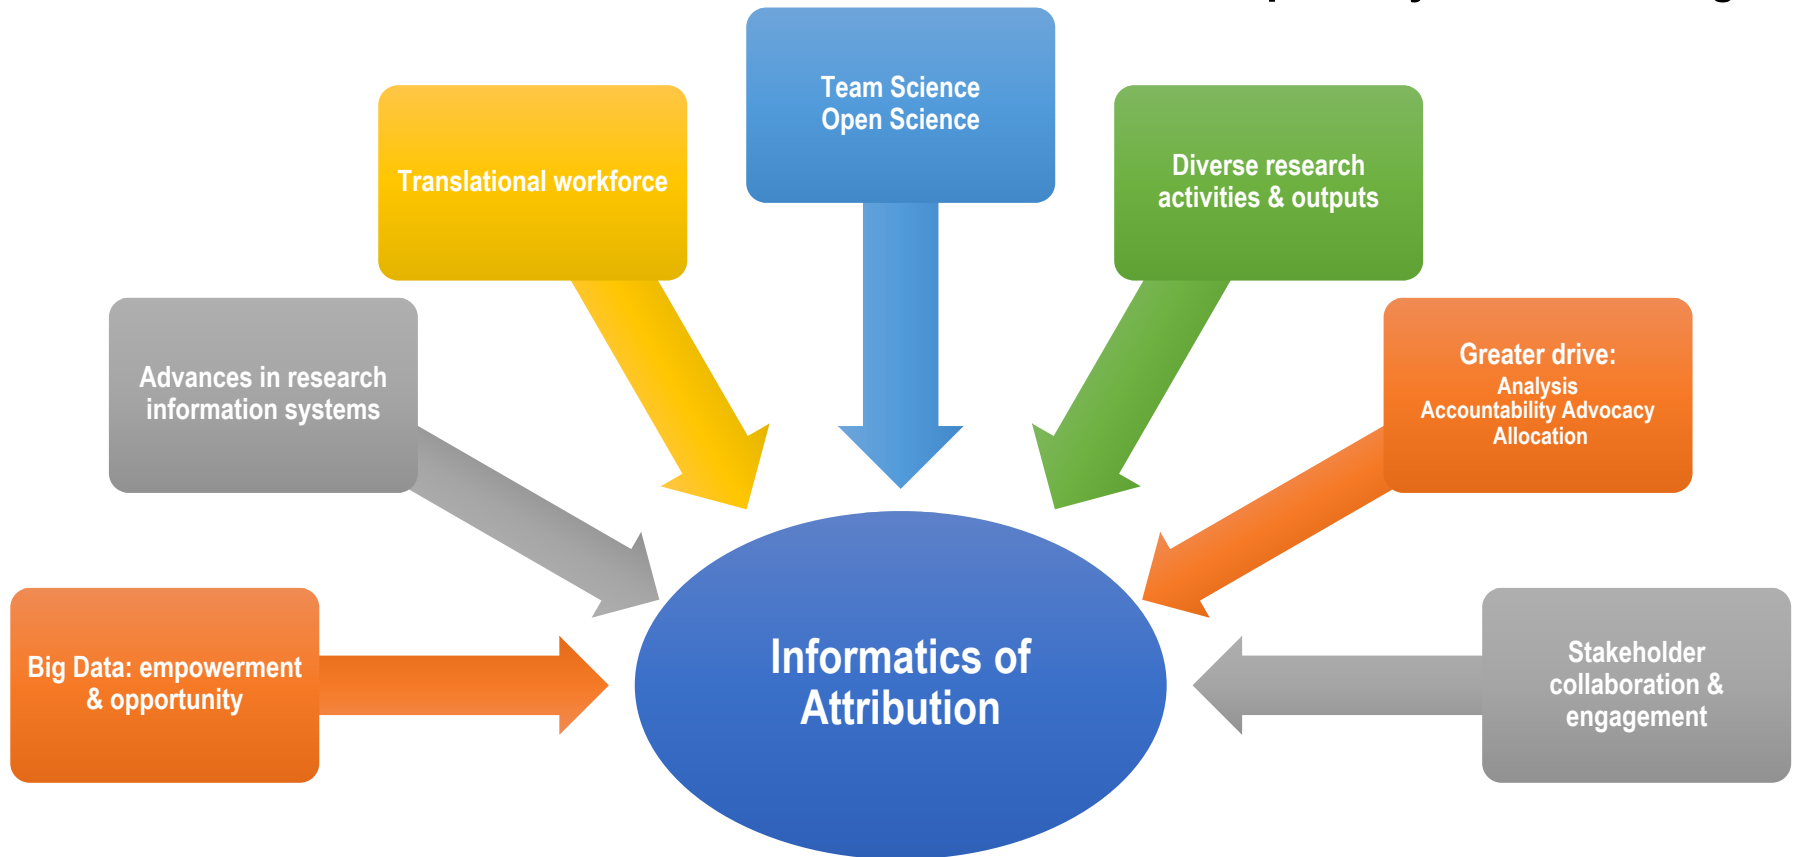 Team Science
Open Science
Translational workforce
Diverse research
activities & outputs
Advances in research
information systems
Greater drive:
Analysis
Accountability Advocacy
Allocation
Big Data: empowerment
& opportunity
Informatics of
Attribution
Stakeholder
collaboration &
engagement